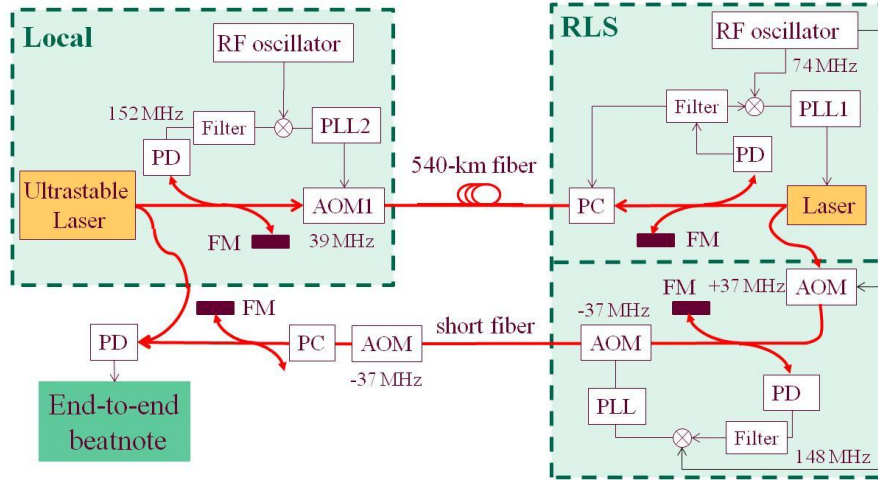 Local
RF oscillator
152 MHz
Filter
PLL2
PD
Ultrastable
Laser
AOM1
FM
39 MHz
540-km fiber
RLS
RF oscillator
74 MHz
Filter
PLL1
PD
PC
Laser
FM
FM
+37 MHz
AOM
-37 MHz
AOM
PLL
PD
Filter
148 MHz
short fiber
FM
PD
PC
AOM
-37 MHz
End-to-end
beatnote